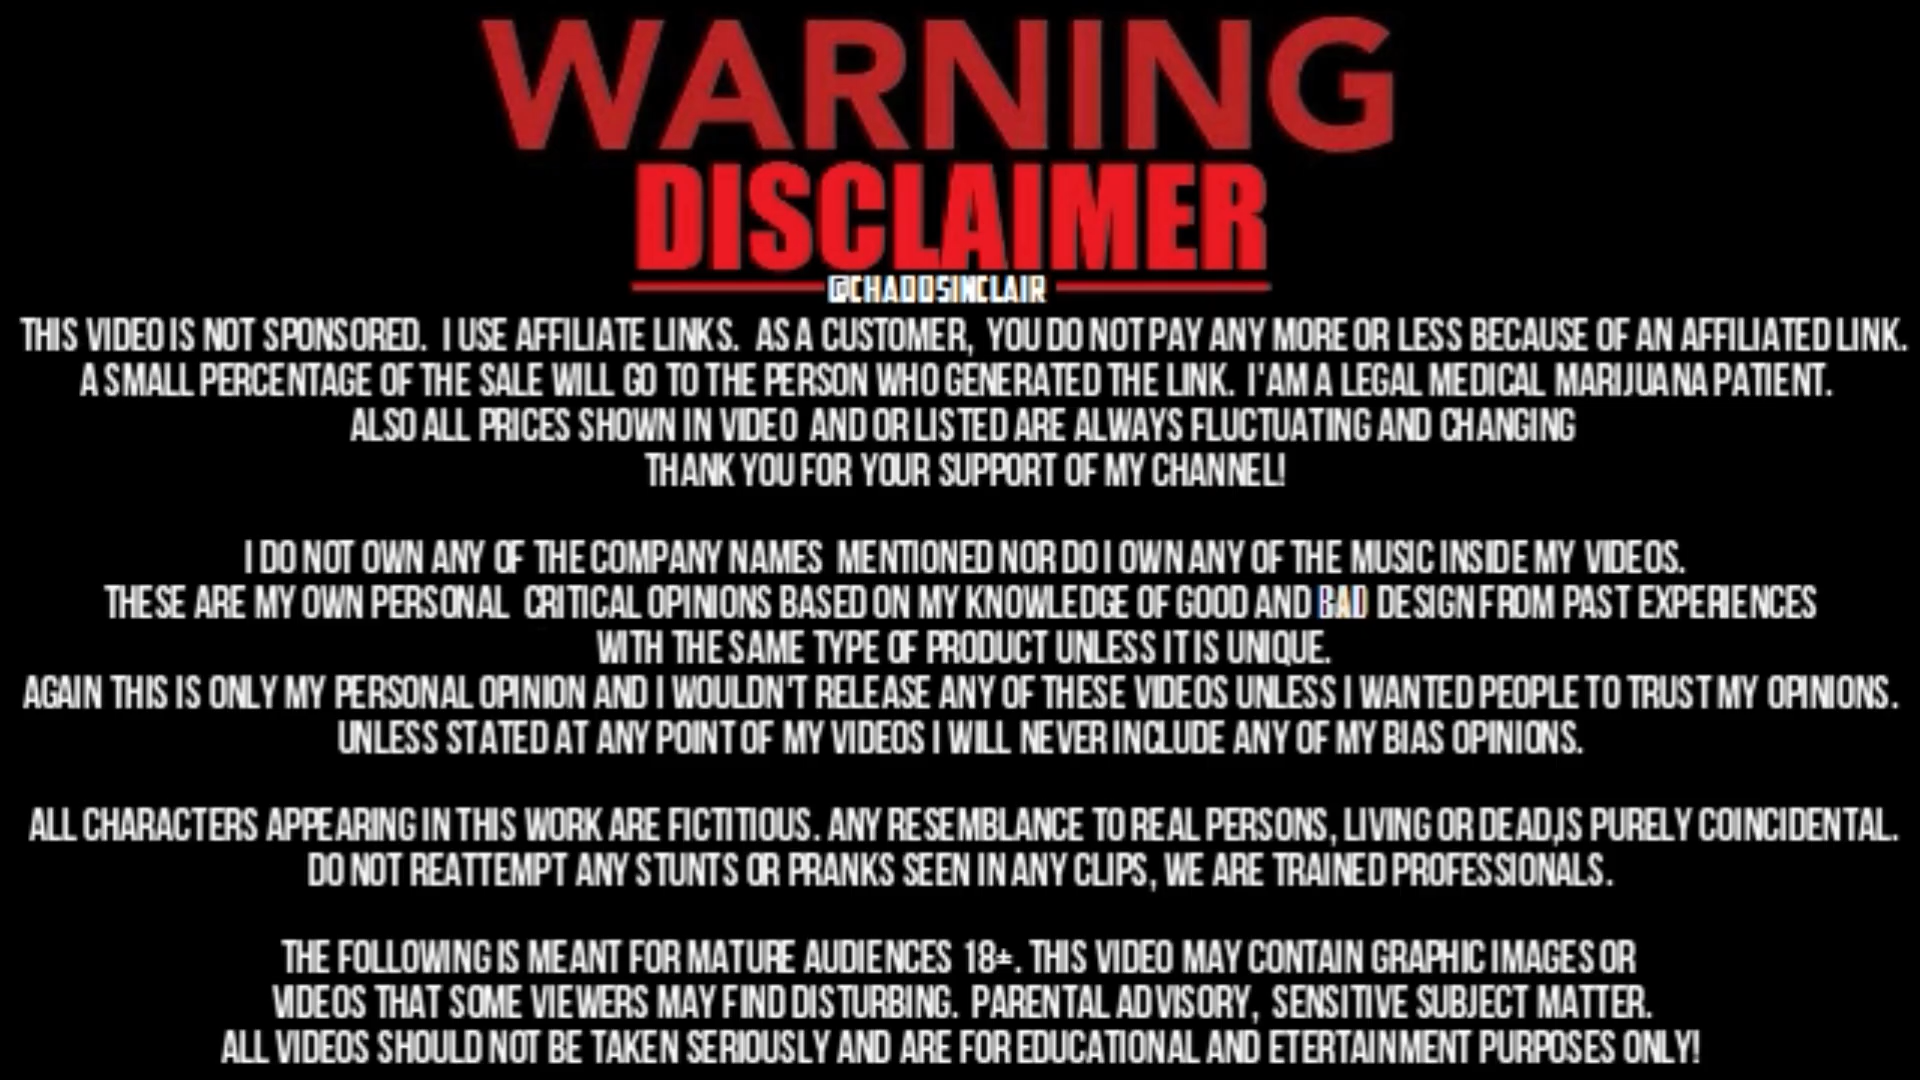 WARNING
DISCLAIMER
@CHADDSINCLAIR
THIS VIDEO IS NOT SPONSORED. I USE AFFILIATE LINKS. AS A CUSTOMER, YOU DO NOT PAY ANY MORE OR LESS BECAUSE OF AN AFFILIATED LINK.
A SMALL PERCENTAGE OF THE SALE WILL GO TO THE PERSON WHO GENERATED THE LINK. I'AM A LEGAL MEDICAL MARIJUANA PATIENT.
ALSO ALL PRICES SHOWN IN VIDEO AND OR LISTED ARE ALWAYS FLUCTUATING AND CHANGING
THANK YOU FOR YOUR SUPPORT OF MY CHANNEL!
I DO NOT OWN ANY OF THE COMPANY NAMES MENTIONED NOR DO I OWN ANY OF THE MUSIC INSIDE MY VIDEOS.
THESE ARE MY OWN PERSONAL CRITICAL OPINIONS BASED ON MY KNOWLEDGE OF GOOD AND BAD DESIGN FROM PAST EXPERIENCES
WITH THE SAME TYPE OF PRODUCT UNLESS IT IS UNIQUE.
AGAIN THIS IS ONLY MY PERSONAL OPINION AND I WOULDN'T RELEASE ANY OF THESE VIDEOS UNLESS I WANTED PEOPLE TO TRUST MY OPINIONS.
UNLESS STATED AT ANY POINT OF MY VIDEOS I WILL NEVER INCLUDE ANY OF MY BIAS OPINIONS.
ALL CHARACTERS APPEARING IN THIS WORK ARE FICTITIOUS. ANY RESEMBLANCE TO REAL PERSONS, LIVING OR DEAD,IS PURELY COINCIDENTAL.
DO NOT REATTEMPT ANY STUNTS OR PRANKS SEEN IN ANY CLIPS, WE ARE TRAINED PROFESSIONALS.
THE FOLLOWING IS MEANT FOR MATURE AUDIENCES 18+. THIS VIDEO MAY CONTAIN GRAPHIC IMAGES OR
VIDEOS THAT SOME VIEWERS MAY FIND DISTURBING. PARENTAL ADVISORY, SENSITIVE SUBJECT MATTER.
ALL VIDEOS SHOULD NOT BE TAKEN SERIOUSLY AND ARE FOR EDUCATIONAL AND ETERTAINMENT PURPOSES ONLY!